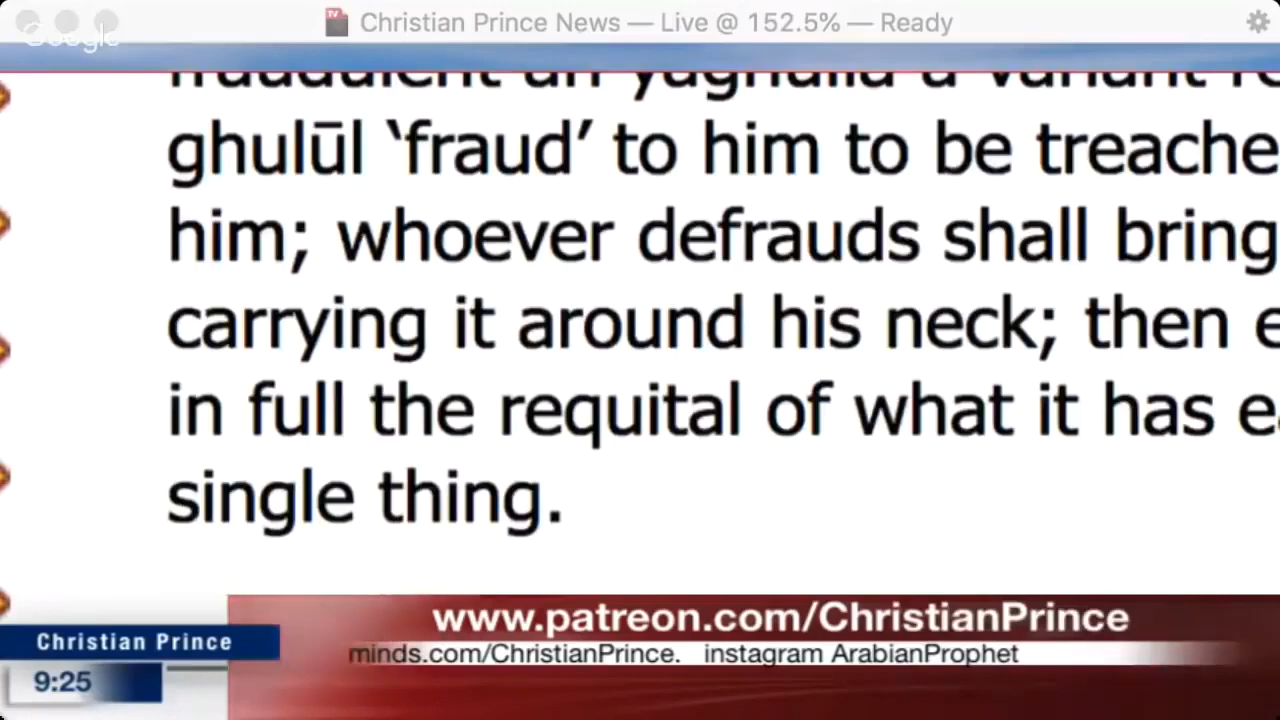 Christian Prince News — Live @ 152.5% — Ready
Google
ghulūl ‘fraud’ to him to be treache
him; whoever defrauds shall bring
carrying it around his neck; then e
in full the requital of what it has ea
single thing.
www.patreon.com/ChristianPrince
Christian Prince
minds.com/ChristianPrince. instagram ArabianProphet
9:25